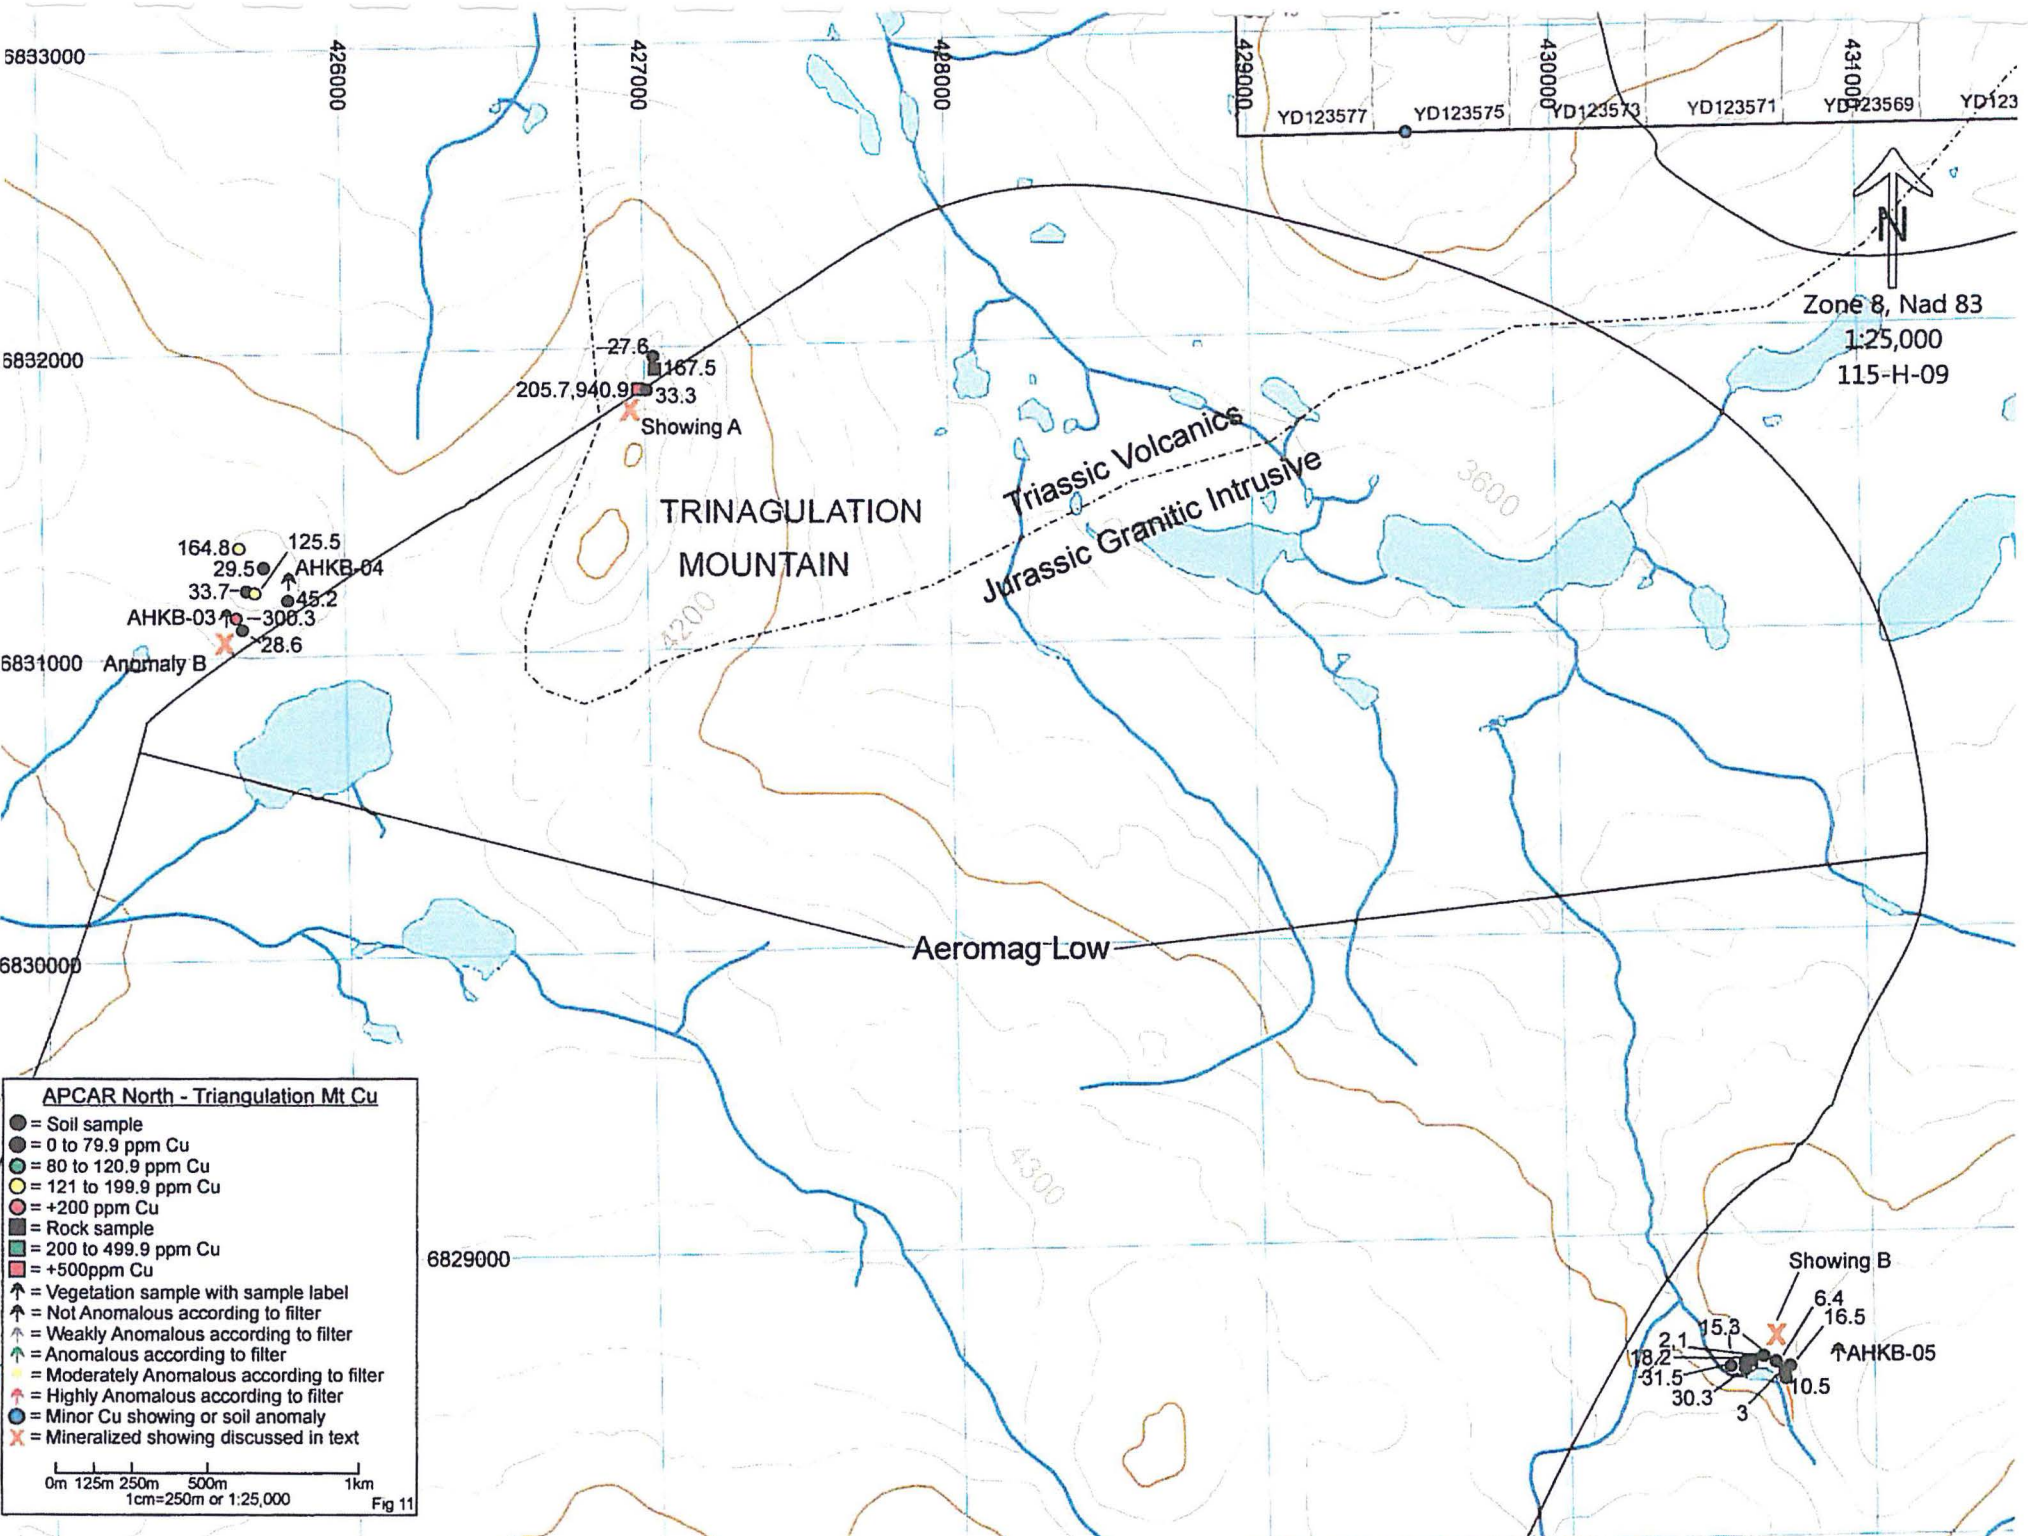 6833000
426000
427000
428000
429000
430000
431000
YD123577
YD123575
YD123573
YD123571
YD123569
YD123
N
Zone 8, Nad 83
1:25,000
115-H-09
6832000
27.6
167.5
205.7,940.9
33.3
Showing A
Triassic Volcanics
Jurassic Granitic Intrusive
3600
TRINAGULATION
MOUNTAIN
4200
164.8
125.5
29.5
AHKB-04
33.7
45.2
AHKB-03
300.3
28.6
6831000
Anomaly B
Aeromag Low
6830000
4300
6829000
Showing B
6.4
16.5
15.3
2.1
18.2
AHKB-05
31.5
30.3
10.5
3
APCAR North - Triangulation Mt Cu
= Soil sample
= 0 to 79.9 ppm Cu
= 80 to 120.9 ppm Cu
= 121 to 199.9 ppm Cu
= +200 ppm Cu
= Rock sample
= 200 to 499.9 ppm Cu
= +500ppm Cu
= Vegetation sample with sample label
= Not Anomalous according to filter
= Weakly Anomalous according to filter
= Anomalous according to filter
= Moderately Anomalous according to filter
= Highly Anomalous according to filter
= Minor Cu showing or soil anomaly
= Mineralized showing discussed in text
0m 125m 250m 500m 1km
1cm=250m or 1:25,000
Fig 11